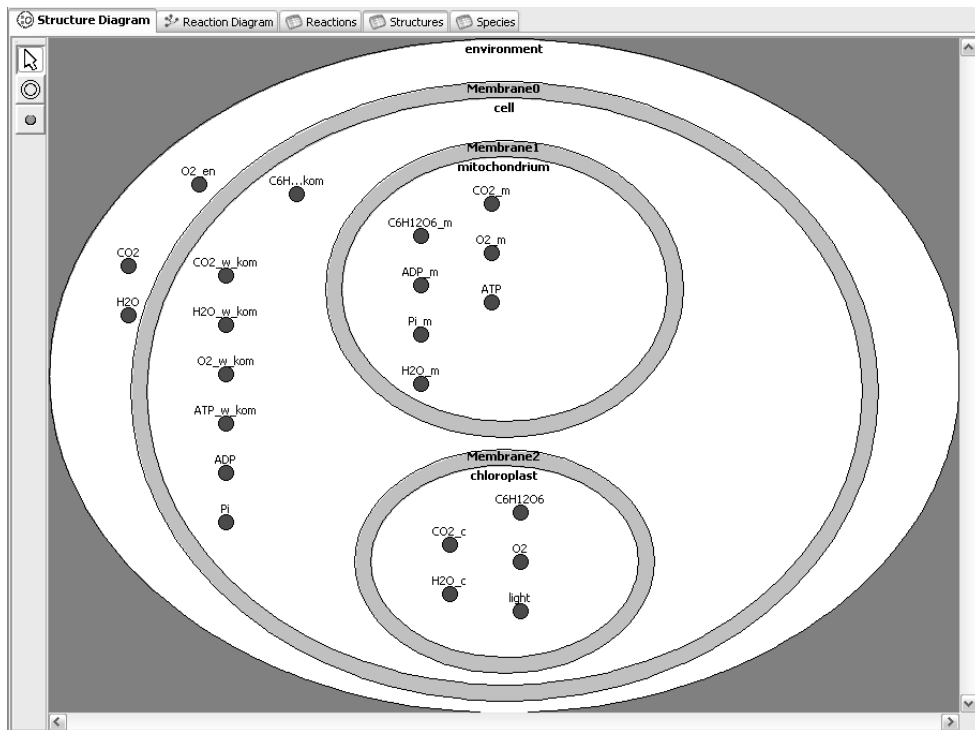 Structure Diagram
Reaction Diagram
Reactions
Structures
Species
environment
Membrane0
cell
Membrane1
mitochondrium
O2_en
C6H...kom
CO2_m
C6H12O6_m
O2_m
CO2
CO2_w_kom
ADP_m
ATP
H2O
H2O_w_kom
Pi_m
O2_w_kom
H2O_m
ATP_w_kom
ADP
Membrane2
chloroplast
Pi
C6H12O6
CO2_c
O2
H2O_c
light